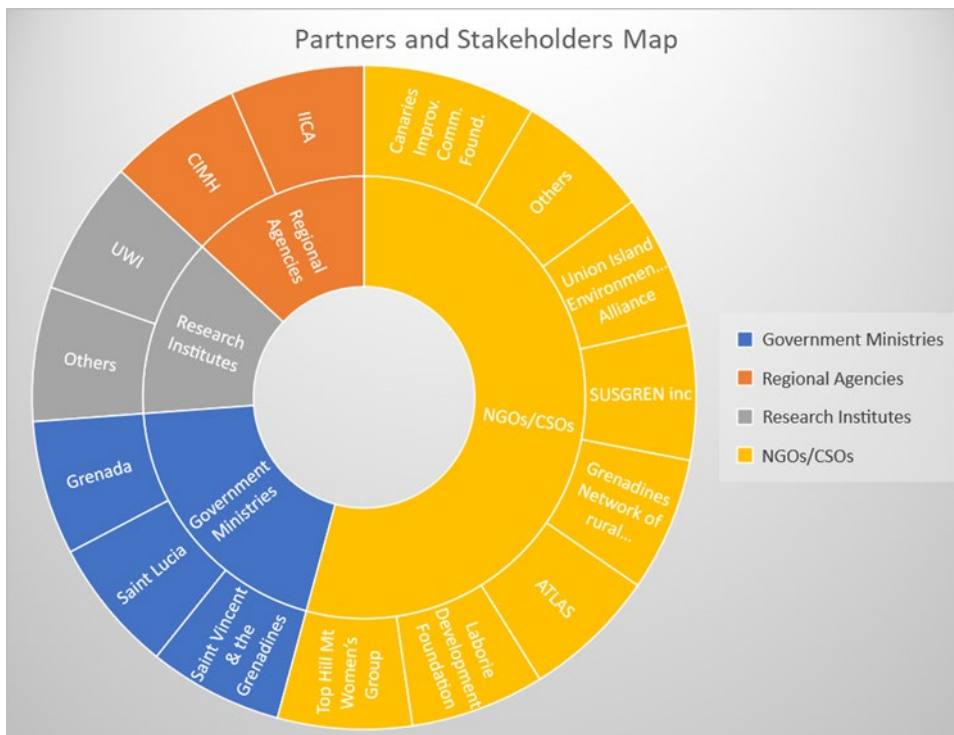 Partners and Stakeholders Map
Canaries
Improv.
Comm.
Found.
Others
Union Island
Environmen...
Alliance
SUSGREN inc
Grenadines
Network of
rural...
ATLAS
Laborie
Development
Foundation
Top Hill Mt
Women's
Group
Saint Vincent
& the
Grenadines
Saint Lucia
Grenada
Others
UWI
CIMH
IICA
NGOs/CSOs
Government
Ministries
Research
Institutes
Regional
Agencies
Government Ministries
Regional Agencies
Research Institutes
NGOs/CSOs